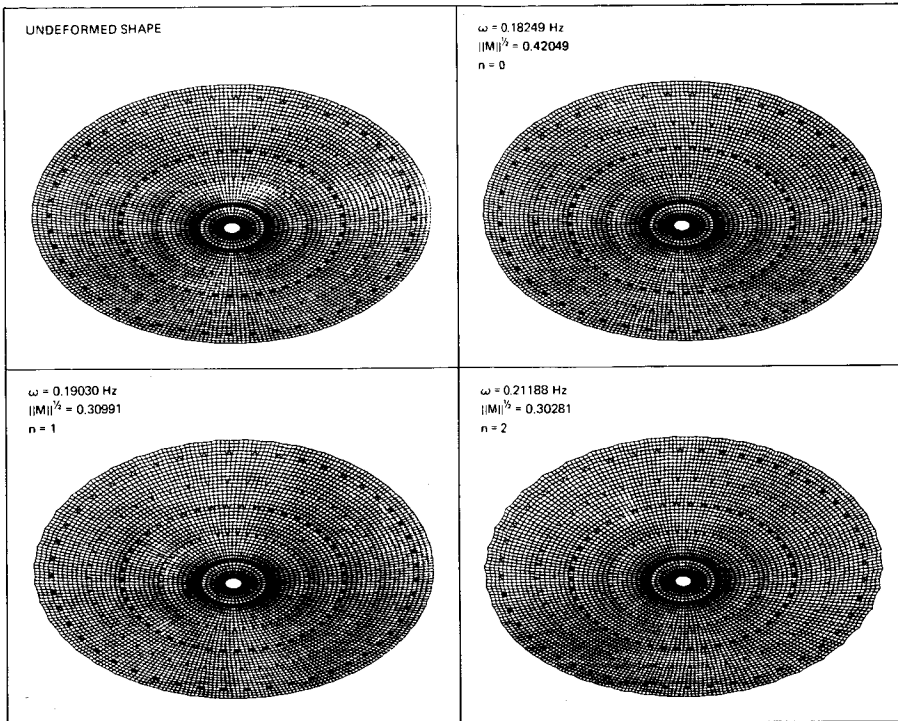 UNDEFORMED SHAPE
ω = 0.18249 Hz
||M||^½ = 0.42049
n = 0
ω = 0.19030 Hz
||M||^½ = 0.30991
n = 1
ω = 0.21188 Hz
||M||^½ = 0.30281
n = 2